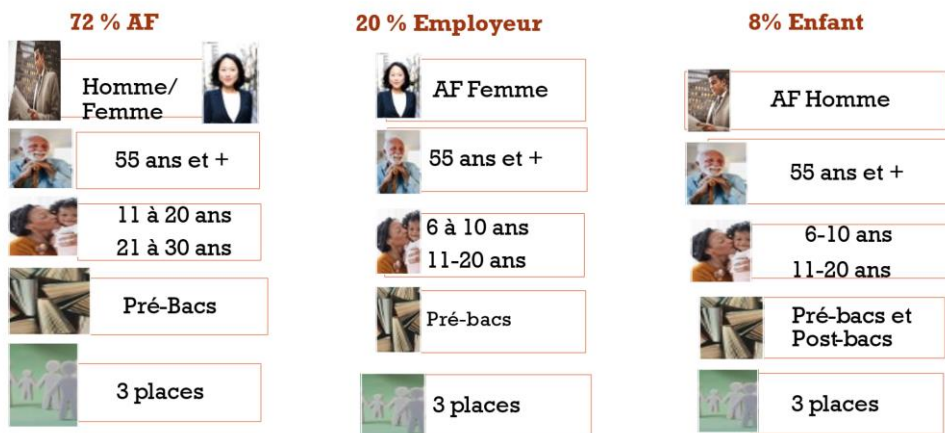 72 % AF
Homme/
Femme
55 ans et +
11 à 20 ans
21 à 30 ans
Pré-Bacs
3 places
20 % Employeur
AF Femme
55 ans et +
6 à 10 ans
11-20 ans
Pré-bacs
3 places
8% Enfant
AF Homme
55 ans et +
6-10 ans
11-20 ans
Pré-bacs et
Post-bacs
3 places